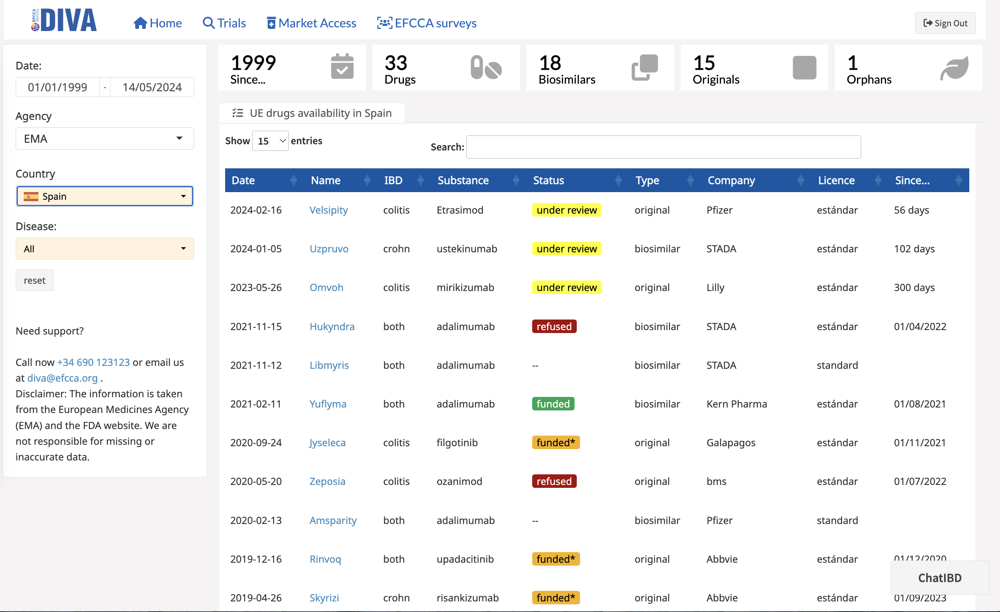 EFCCA DIVA
Home Trials Market Access EFCCA surveys Sign Out
Date:
01/01/1999 - 14/05/2024
Agency
EMA
Country
Spain
Disease:
All
reset
Need support?
Call now +34 690 123123 or email us
at diva@efcca.org .
Disclaimer: The information is taken
from the European Medicines Agency
(EMA) and the FDA website. We are
not responsible for missing or
inaccurate data.
1999
Since...
33
Drugs
18
Biosimilars
15
Originals
1
Orphans
UE drugs availability in Spain
Show 15 entries
Search:
Date Name IBD Substance Status Type Company Licence Since...
2024-02-16 Velsipity colitis Etrasimod under review original Pfizer estándar 56 days
2024-01-05 Uzpruvo crohn ustekinumab under review biosimilar STADA estándar 102 days
2023-05-26 Omvoh colitis mirikizumab under review original Lilly estándar 300 days
2021-11-15 Hukyndra both adalimumab refused biosimilar STADA estándar 01/04/2022
2021-11-12 Libmyris both adalimumab -- biosimilar STADA standard
2021-02-11 Yuflyma both adalimumab funded biosimilar Kern Pharma estándar 01/08/2021
2020-09-24 Jyseleca colitis filgotinib funded* original Galapagos estándar 01/11/2021
2020-05-20 Zeposia colitis ozanimod refused original bms estándar 01/07/2022
2020-02-13 Amsparity both adalimumab -- biosimilar Pfizer standard
2019-12-16 Rinvoq both upadacitinib funded* original Abbvie estándar 01/12/2020
2019-04-26 Skyrizi crohn risankizumab funded* original Abbvie estándar 01/09/2023
ChatIBD